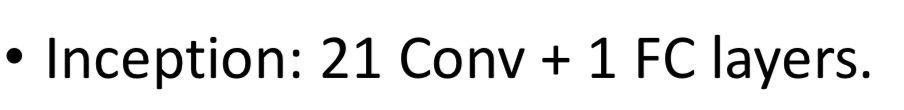 • Inception: 21 Conv + 1 FC layers.